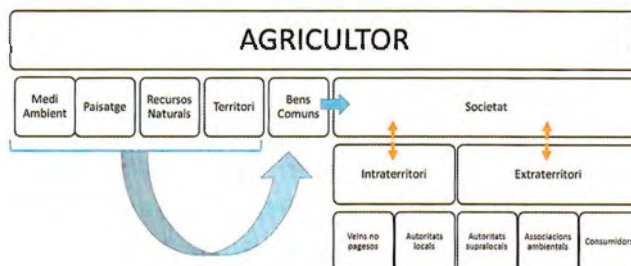 AGRICULTOR
Medi
Ambient
Paisatge
Recursos
Naturals
Territori
Bens
Comuns
Societat
Intraterritori
Extraterritori
Veïns no
pagesos
Autoritats
locals
Autoritats
supralocals
Associacions
ambientals
Consumidors